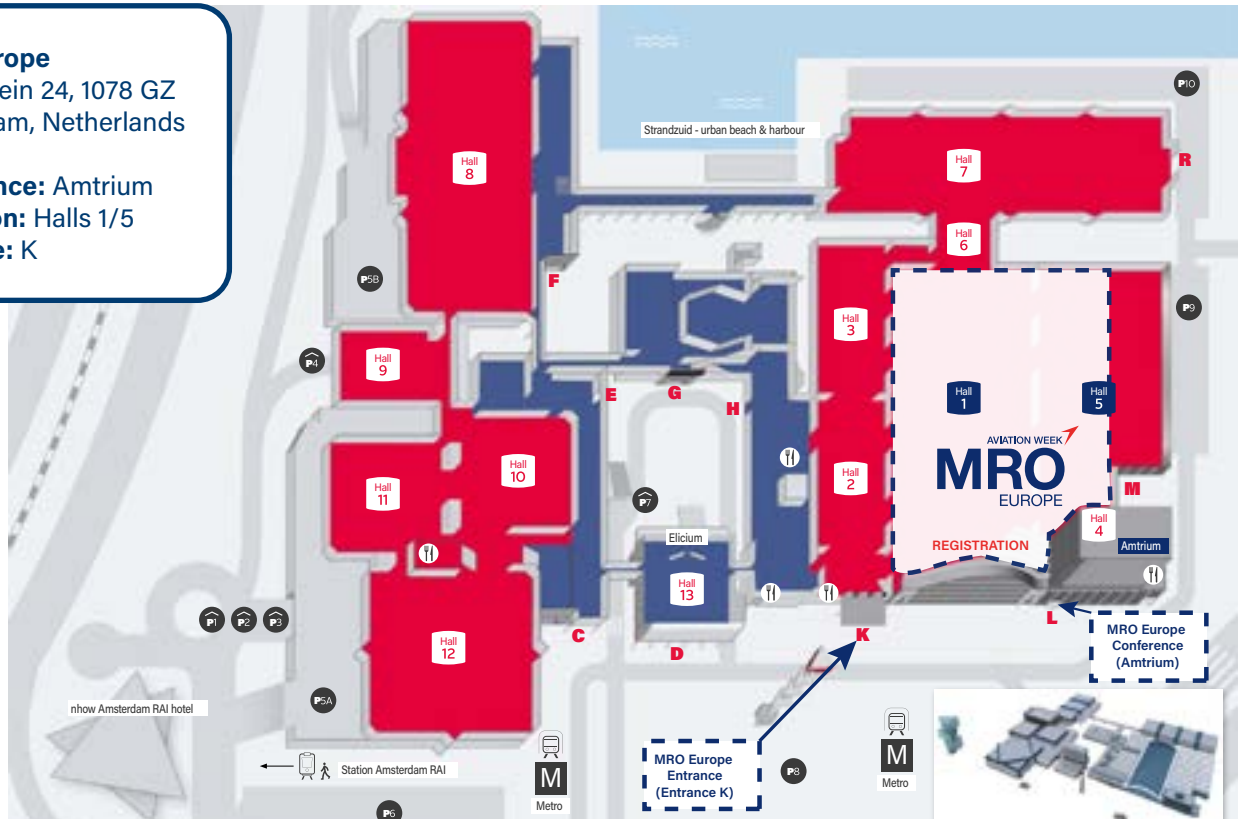 rope
ein 24, 1078 GZ
am, Netherlands
nce: Amtrium
on: Halls 1/5
e: K
P10
Strandzuid - urban beach & harbour
Hall
8
Hall
7
R
Hall
6
P5B
F
P9
Hall
3
P4
Hall
9
E
G
H
Hall
1
Hall
5
AVIATION WEEK
MRO
EUROPE
Hall
10
Hall
11
Hall
2
M
P7
Elicium
Hall
4
REGISTRATION
Amtrium
Hall
13
P1
P2
P3
C
D
K
L
Hall
12
MRO Europe
Conference
(Amtrium)
nhow Amsterdam RAI hotel
P5A
Station Amsterdam RAI
M
Metro
MRO Europe
Entrance
(Entrance K)
P8
M
Metro
P6